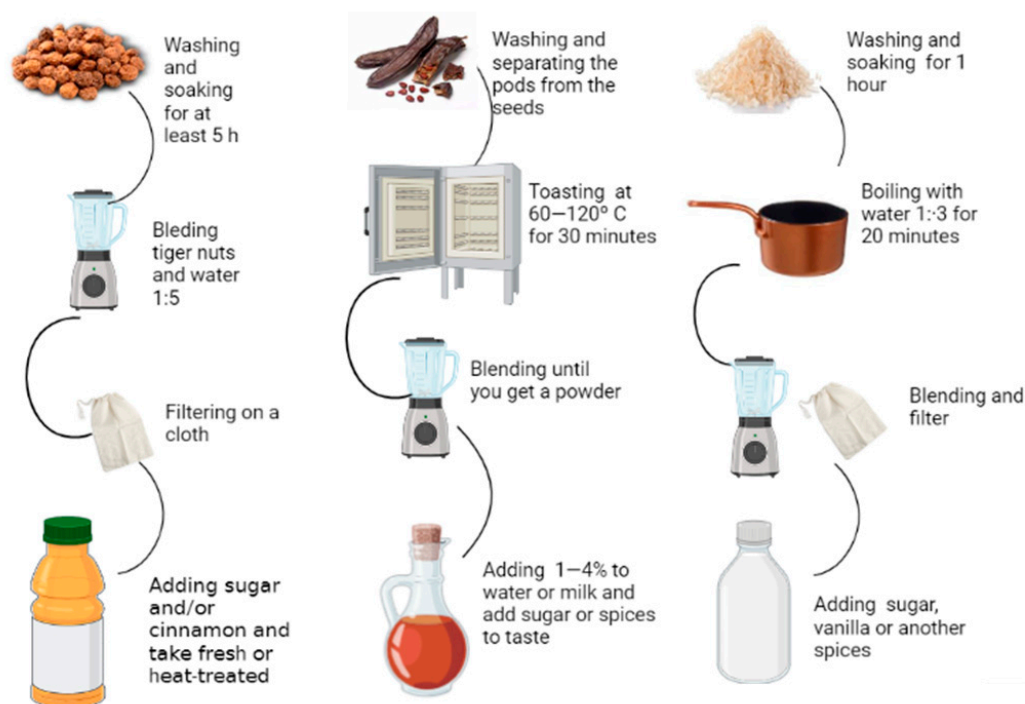 Washing
and
soaking
for at
least 5 h
Bleding
tiger nuts
and water
1:5
Filtering on a
cloth
Adding sugar
and/or
cinnamon and
take fresh or
heat-treated
Washing and
separating the
pods from the
seeds
Toasting at
60—120º C
for 30 minutes
Blending until
you get a powder
Adding 1—4% to
water or milk and
add sugar or spices
to taste
Washing and
soaking for 1
hour
Boiling with
water 1:·3 for
20 minutes
Blending and
filter
Adding sugar,
vanilla or another
spices